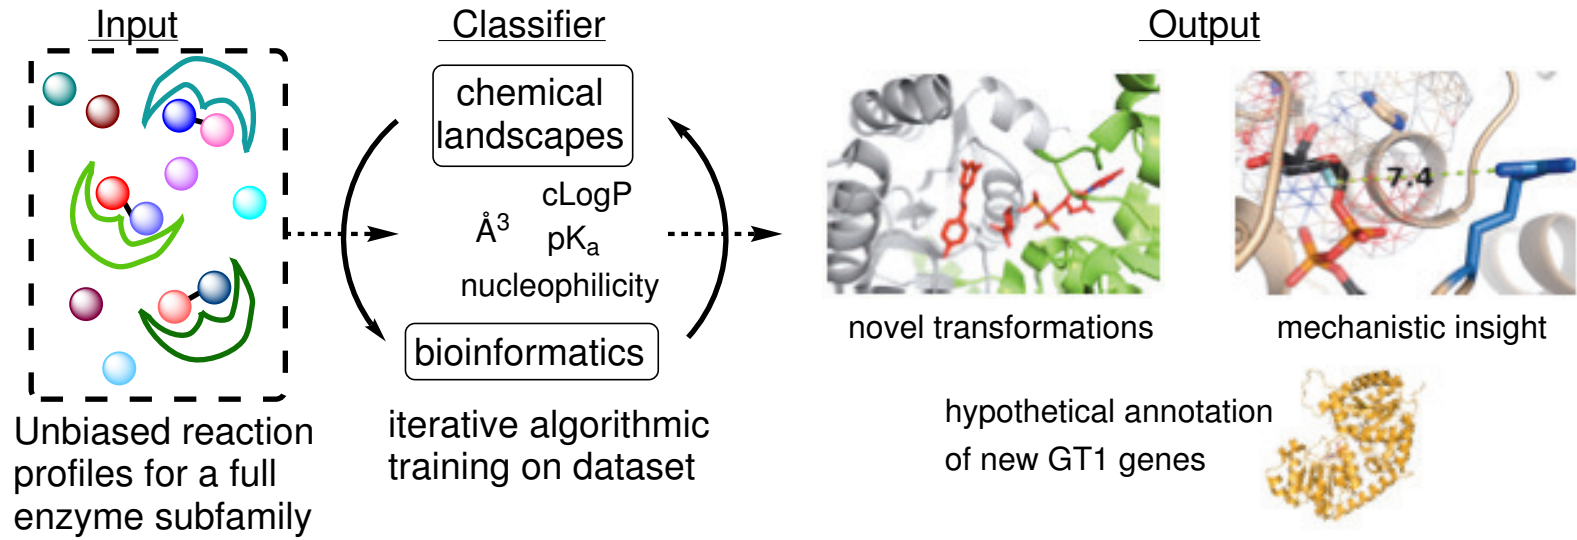 Input
Classifier
Output
chemical
landscapes
cLogP
Å³
pKₐ
nucleophilicity
bioinformatics
7.4
novel transformations
mechanistic insight
Unbiased reaction
profiles for a full
enzyme subfamily
iterative algorithmic
training on dataset
hypothetical annotation
of new GT1 genes